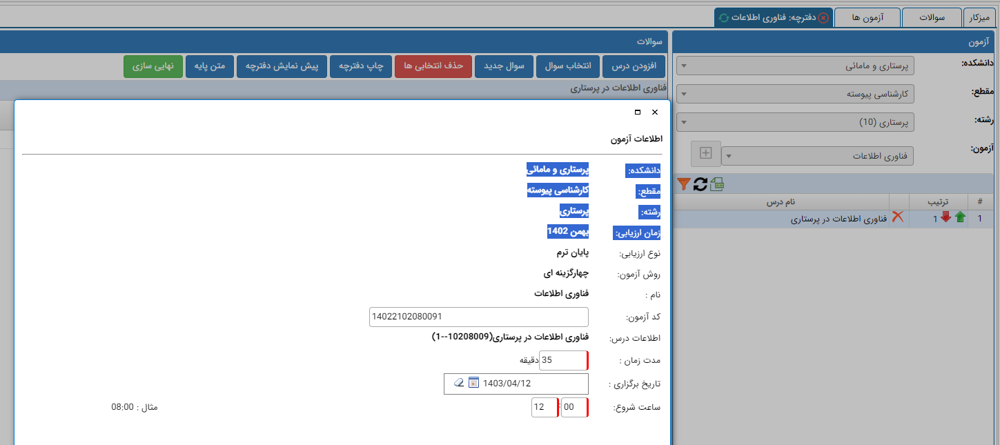 میزکار
سوالات
آزمون ها
دفترچه: فناوری اطلاعات
آزمون
دانشکده:
پرستاری و مامائی
مقطع:
کارشناسی پیوسته
رشته:
پرستاری (10)
آزمون:
فناوری اطلاعات
# ترتیب نام درس
1 1 فناوری اطلاعات در پرستاری
سوالات
افزودن درس
انتخاب سوال
سوال جدید
حذف انتخابی ها
چاپ دفترچه
پیش نمایش دفترچه
متن پایه
نهایی سازی
فناوری اطلاعات در پرستاری
اطلاعات آزمون
دانشکده: پرستاری و مامائی
مقطع: کارشناسی پیوسته
رشته: پرستاری
زمان ارزیابی: بهمن 1402
نوع ارزیابی: پایان ترم
روش آزمون: چهارگزینه ای
نام : فناوری اطلاعات
کد آزمون: 14022102080091
اطلاعات درس: فناوری اطلاعات در پرستاری(10208009--1)
مدت زمان : 35 دقیقه
تاریخ برگزاری : 1403/04/12
ساعت شروع: 00 : 12 مثال : 08:00